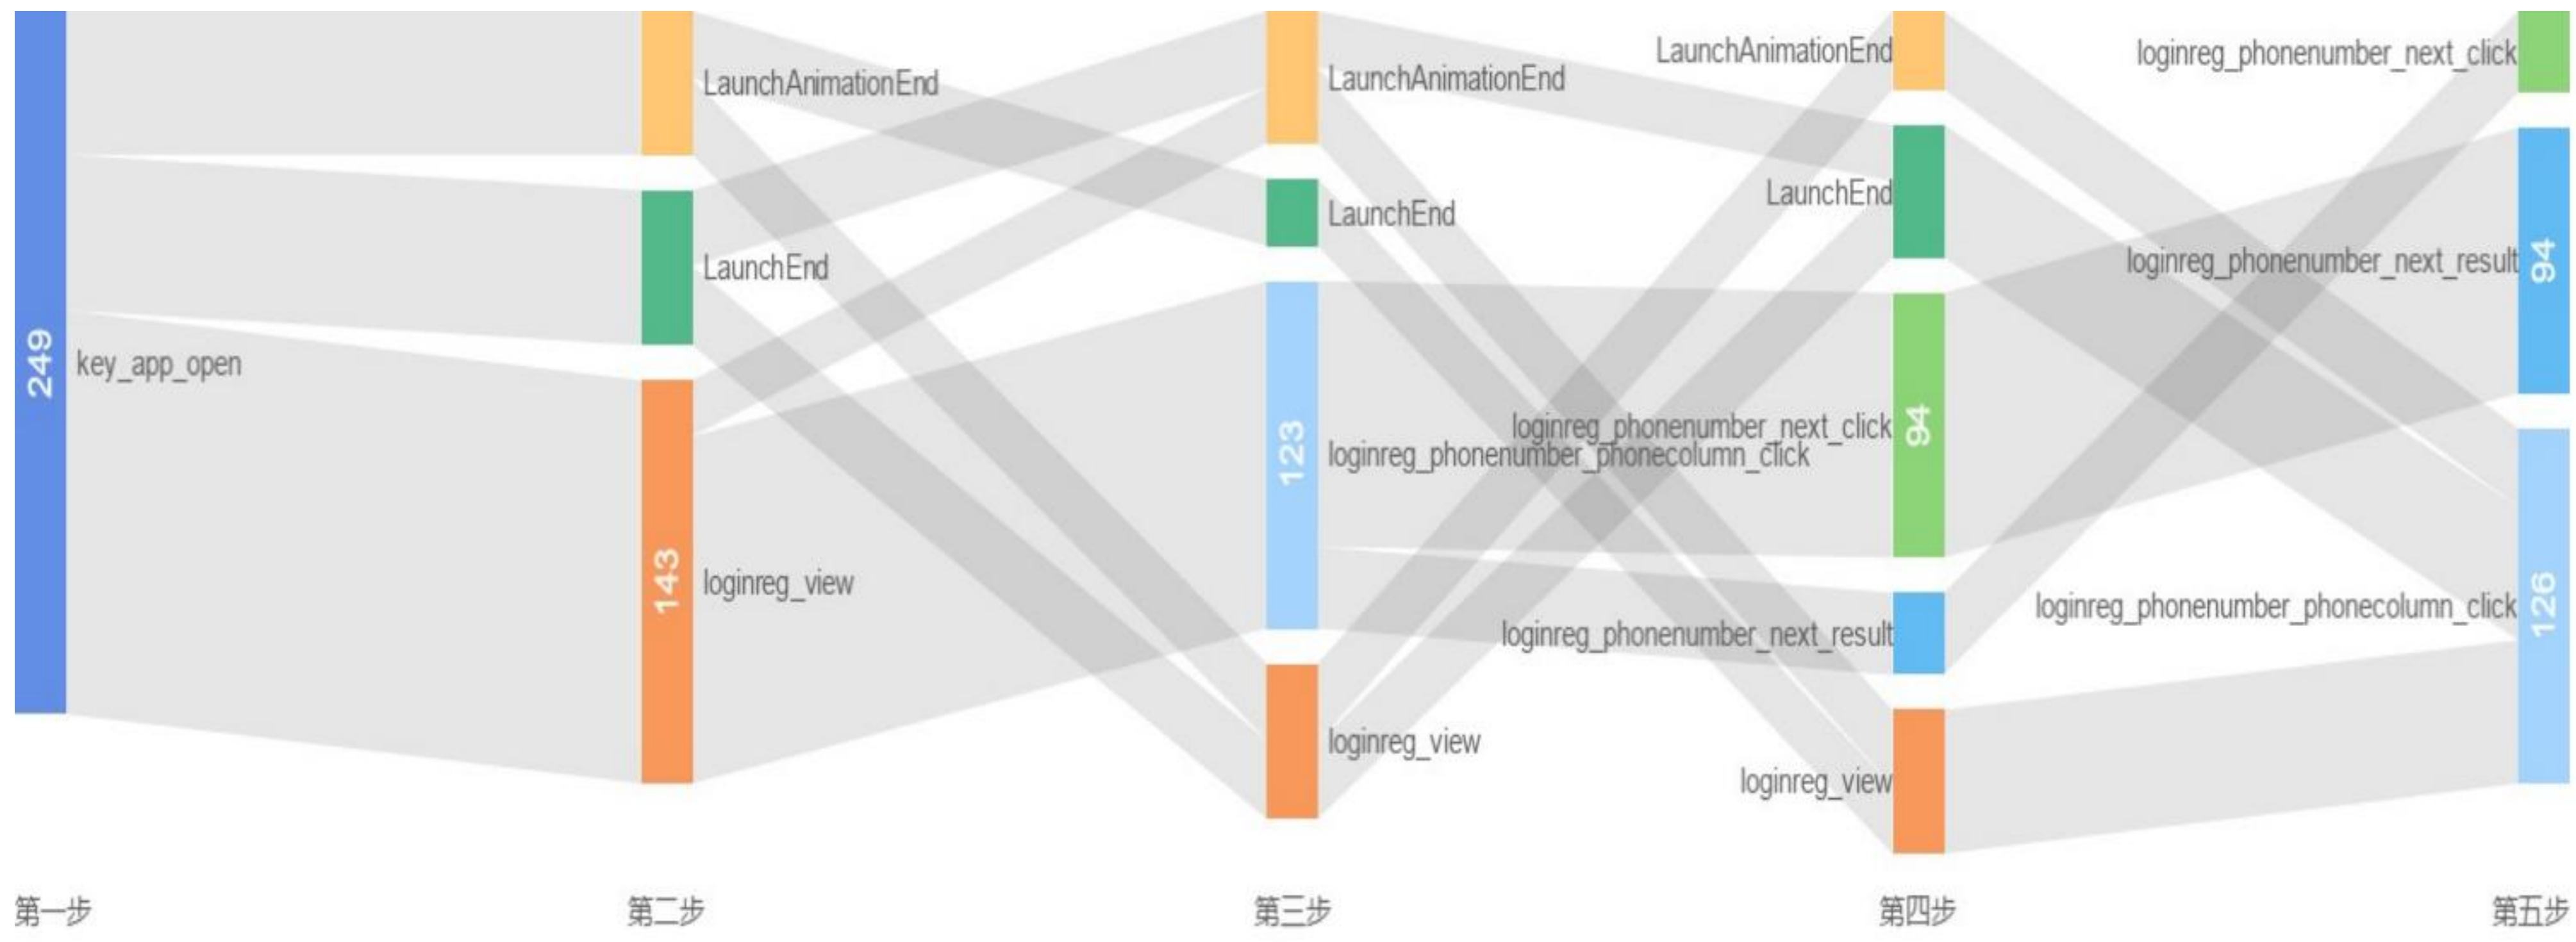 249
key_app_open
LaunchAnimationEnd
LaunchEnd
143
loginreg_view
LaunchAnimationEnd
LaunchEnd
123
loginreg_phonenumber_phonecolumn_click
loginreg_view
LaunchAnimationEnd
LaunchEnd
loginreg_phonenumber_next_click
94
loginreg_phonenumber_next_result
loginreg_view
loginreg_phonenumber_next_click
loginreg_phonenumber_next_result
94
loginreg_phonenumber_phonecolumn_click
126
第一步
第二步
第三步
第四步
第五步